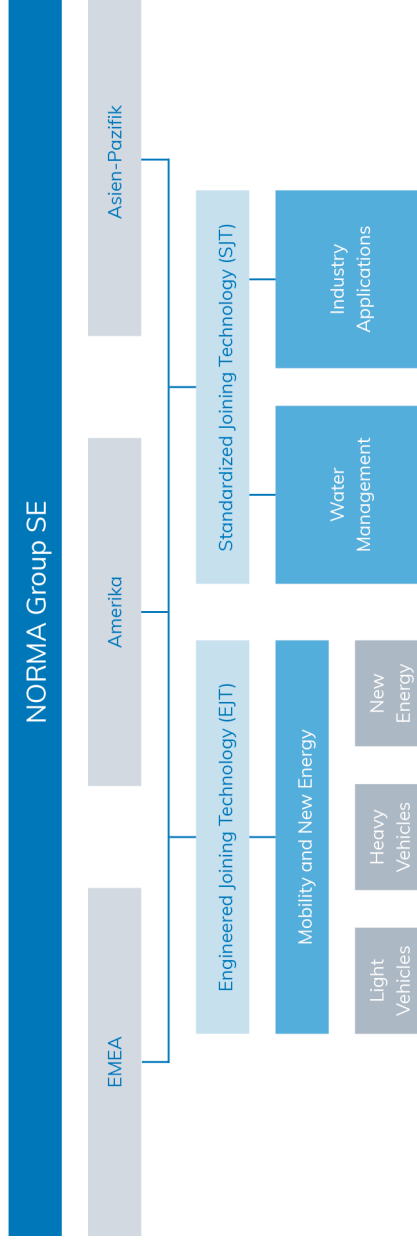 NORMA Group SE
EMEA
Amerika
Asien-Pazifik
Engineered Joining Technology (EJT)
Standardized Joining Technology (SJT)
Mobility and New Energy
Water
Management
Industry
Applications
Light
Vehicles
Heavy
Vehicles
New
Energy